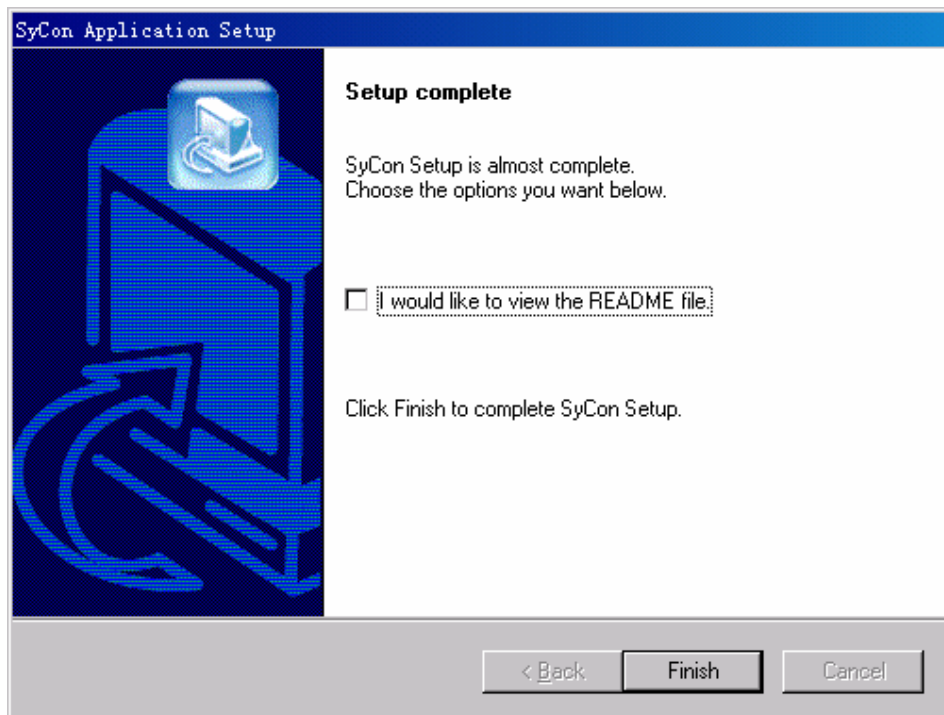 SyCon Application Setup
Setup complete
SyCon Setup is almost complete.
Choose the options you want below.
I would like to view the README file.
Click Finish to complete SyCon Setup.
< Back
Finish
Cancel